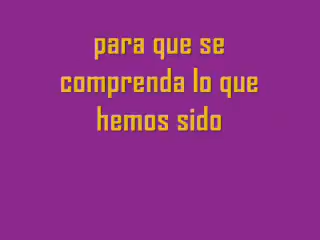 para que se
comprenda lo que
hemos sido